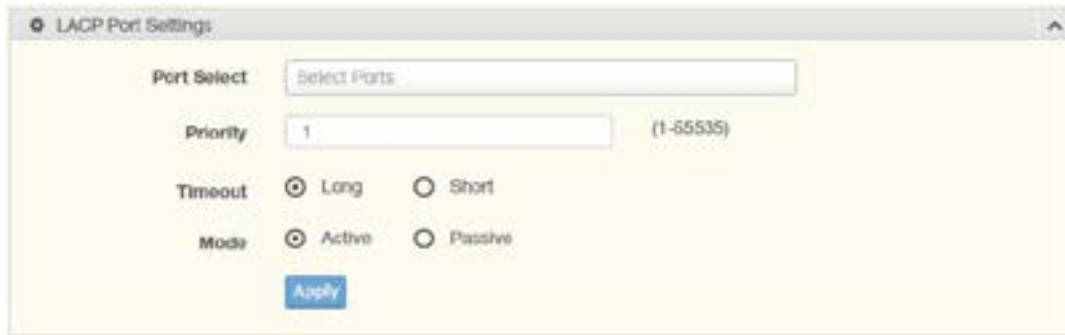 LACP Port Settings
Port Select Select Ports
Priority 1 (1-65535)
Timeout Long Short
Mode Active Passive
Apply